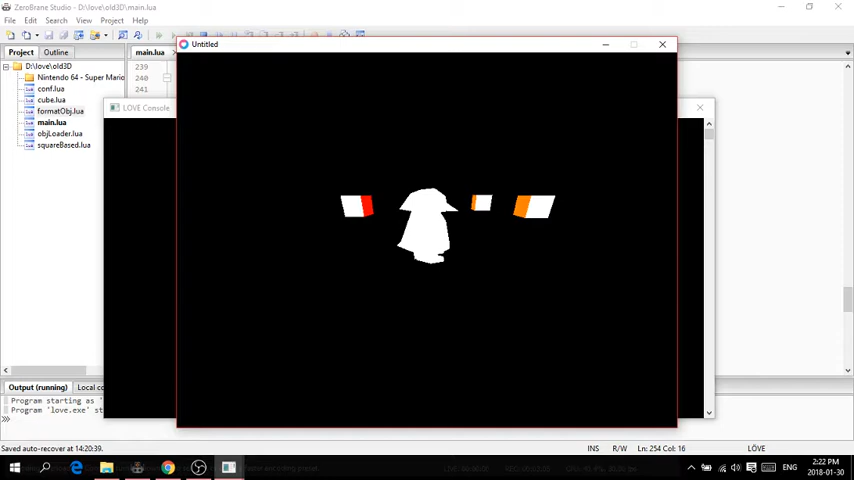 ZeroBrane Studio - D:\love\old3D\main.lua
File Edit Search View Project Help
Project Outline
main.lua
Untitled
D:\love\old3D
Nintendo 64 - Super Mario
conf.lua
cube.lua
formatObj.lua
main.lua
objLoader.lua
squareBased.lua
239
240
241
LOVE Console
Output (running) Local co
Program starting as '
Program 'love.exe' st
Saved auto-recover at 14:20:39.
INS R/W Ln: 254 Col: 16 LÖVE
ENG
2:22 PM
2018-01-30